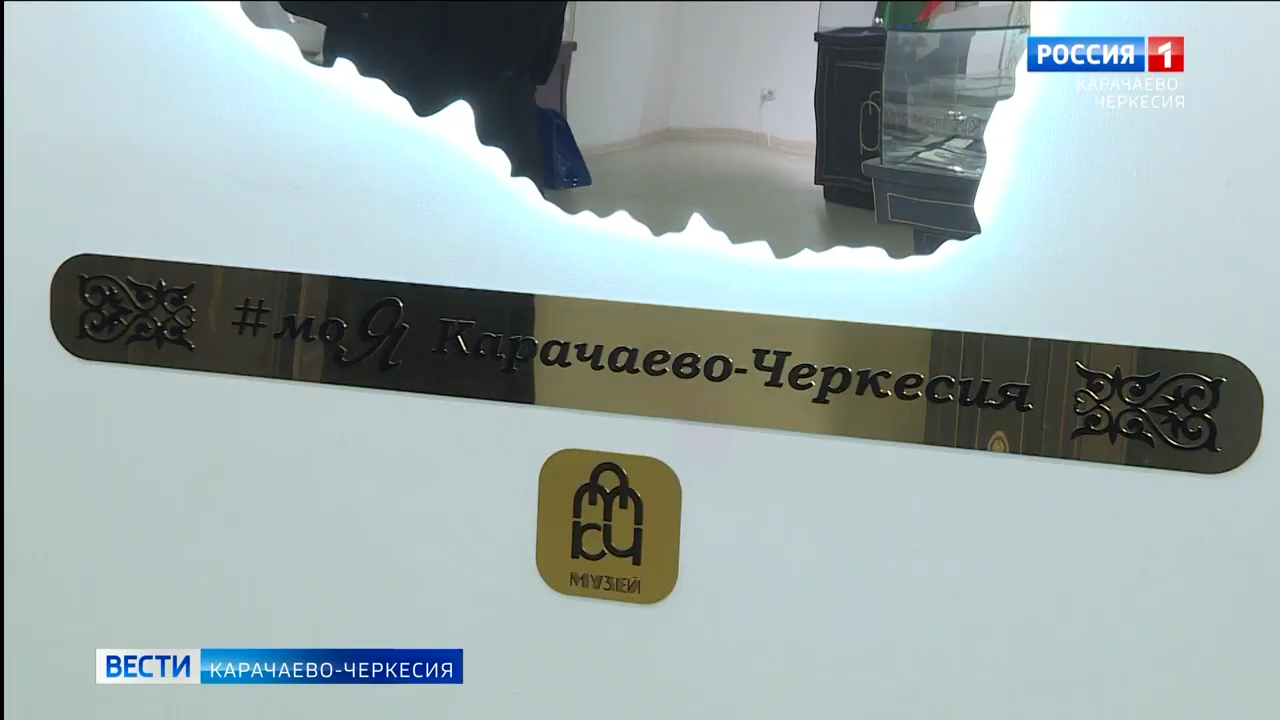 РОССИЯ 1
КАРАЧАЕВО-
ЧЕРКЕСИЯ
#моЯ Карачаево-Черкесия
КЧ
МУЗЕЙ
ВЕСТИ КАРАЧАЕВО-ЧЕРКЕСИЯ